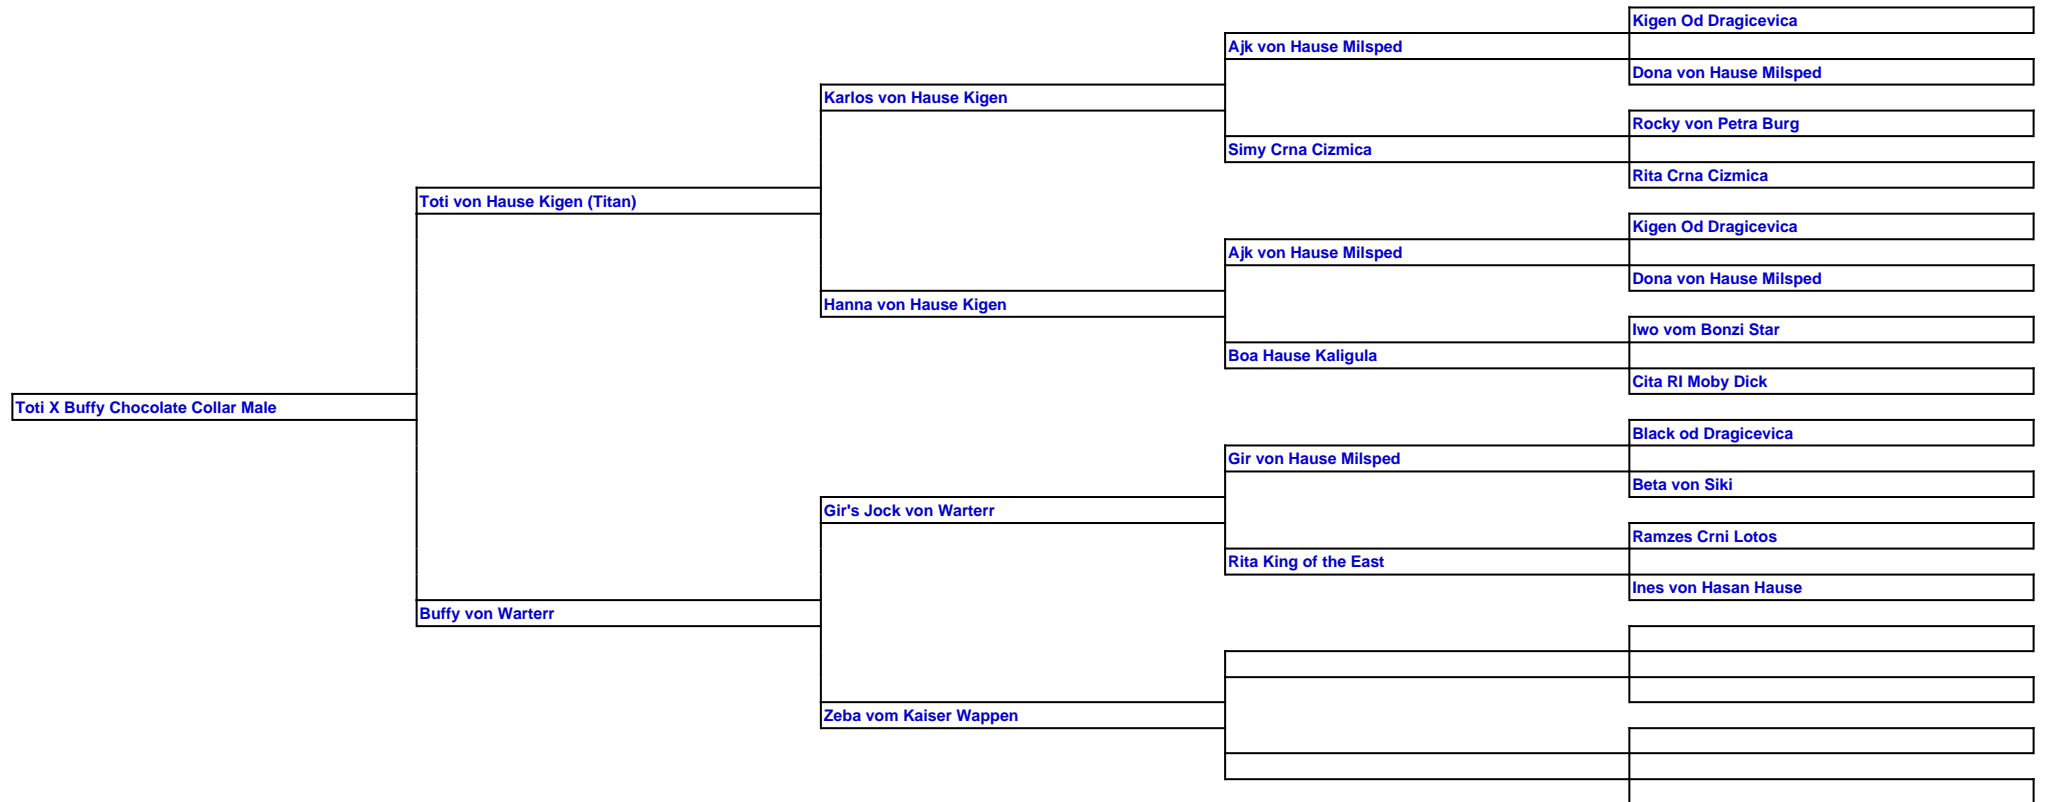 Kigen Od Dragicevica
Ajk von Hause Milsped
Dona von Hause Milsped
Karlos von Hause Kigen
Rocky von Petra Burg
Simy Crna Cizmica
Rita Crna Cizmica
Toti von Hause Kigen (Titan)
Kigen Od Dragicevica
Ajk von Hause Milsped
Dona von Hause Milsped
Hanna von Hause Kigen
Iwo vom Bonzi Star
Boa Hause Kaligula
Cita RI Moby Dick
Toti X Buffy Chocolate Collar Male
Black od Dragicevica
Gir von Hause Milsped
Beta von Siki
Gir's Jock von Warterr
Ramzes Crni Lotos
Rita King of the East
Ines von Hasan Hause
Buffy von Warterr
Zeba vom Kaiser Wappen